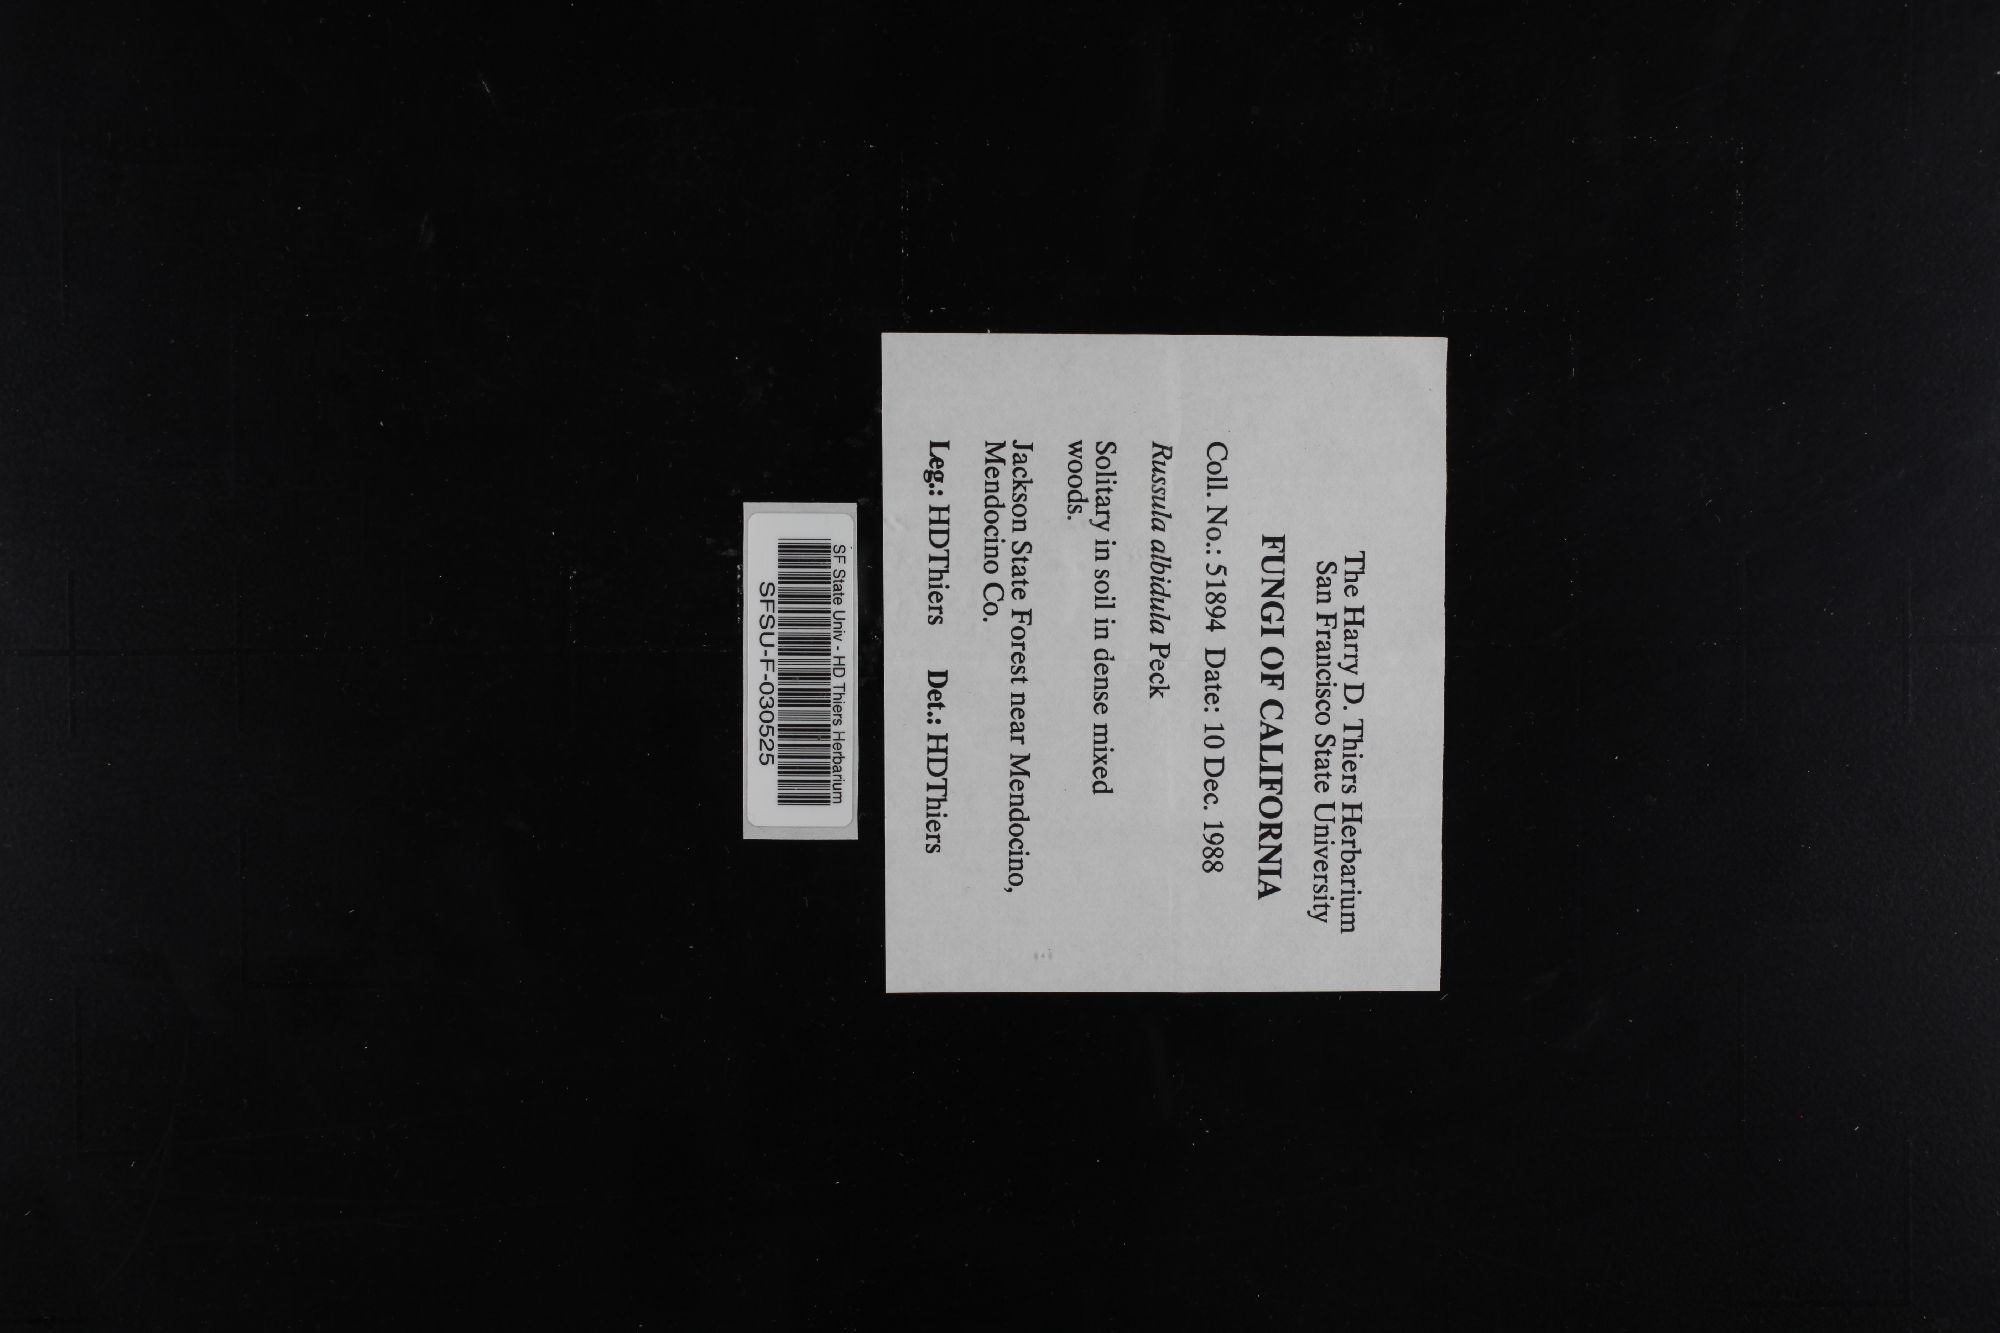 The Harry D. Thiers Herbarium
San Francisco State University
FUNGI OF CALIFORNIA
Coll. No.: 51894 Date: 10 Dec. 1988
Russula albidula Peck
Solitary in soil in dense mixed
woods.
Jackson State Forest near Mendocino,
Mendocino Co.
Leg.: HDThiers Det.: HDThiers
SF State Univ - HD Thiers Herbarium
SFSU-F-030525